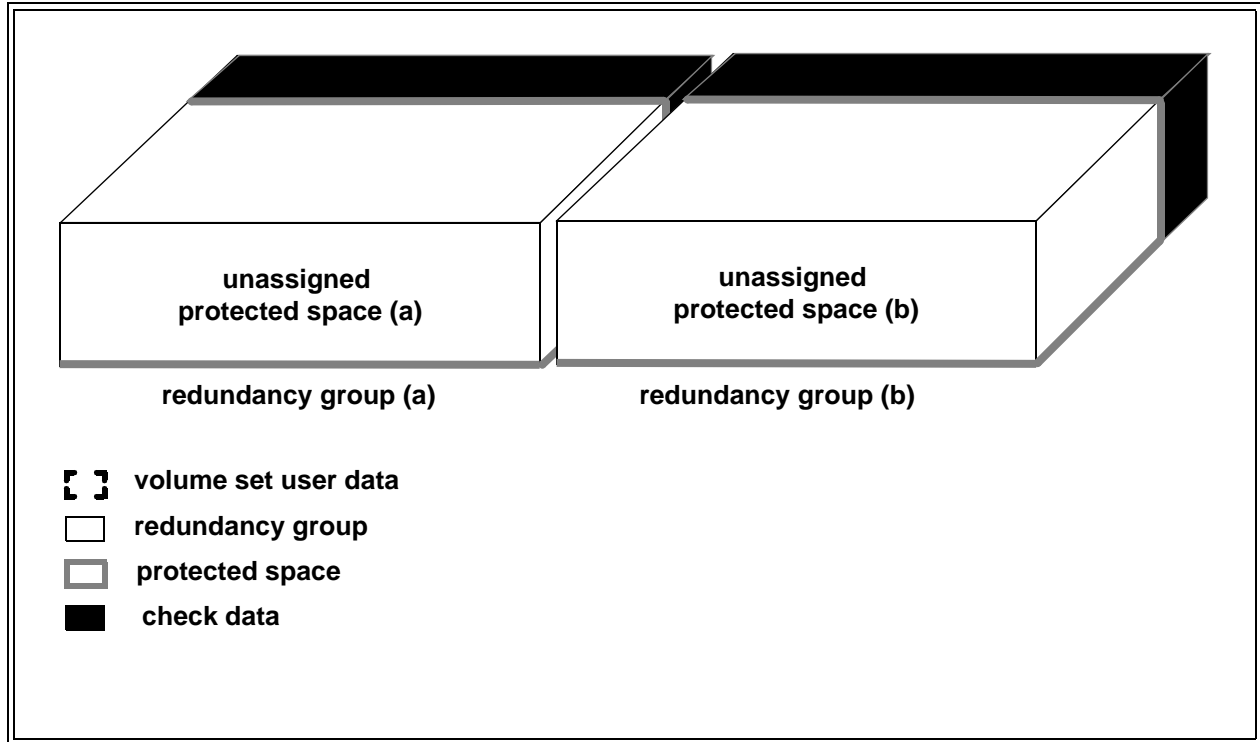 unassigned
protected space (a)
unassigned
protected space (b)
redundancy group (a)
redundancy group (b)
volume set user data
redundancy group
protected space
check data